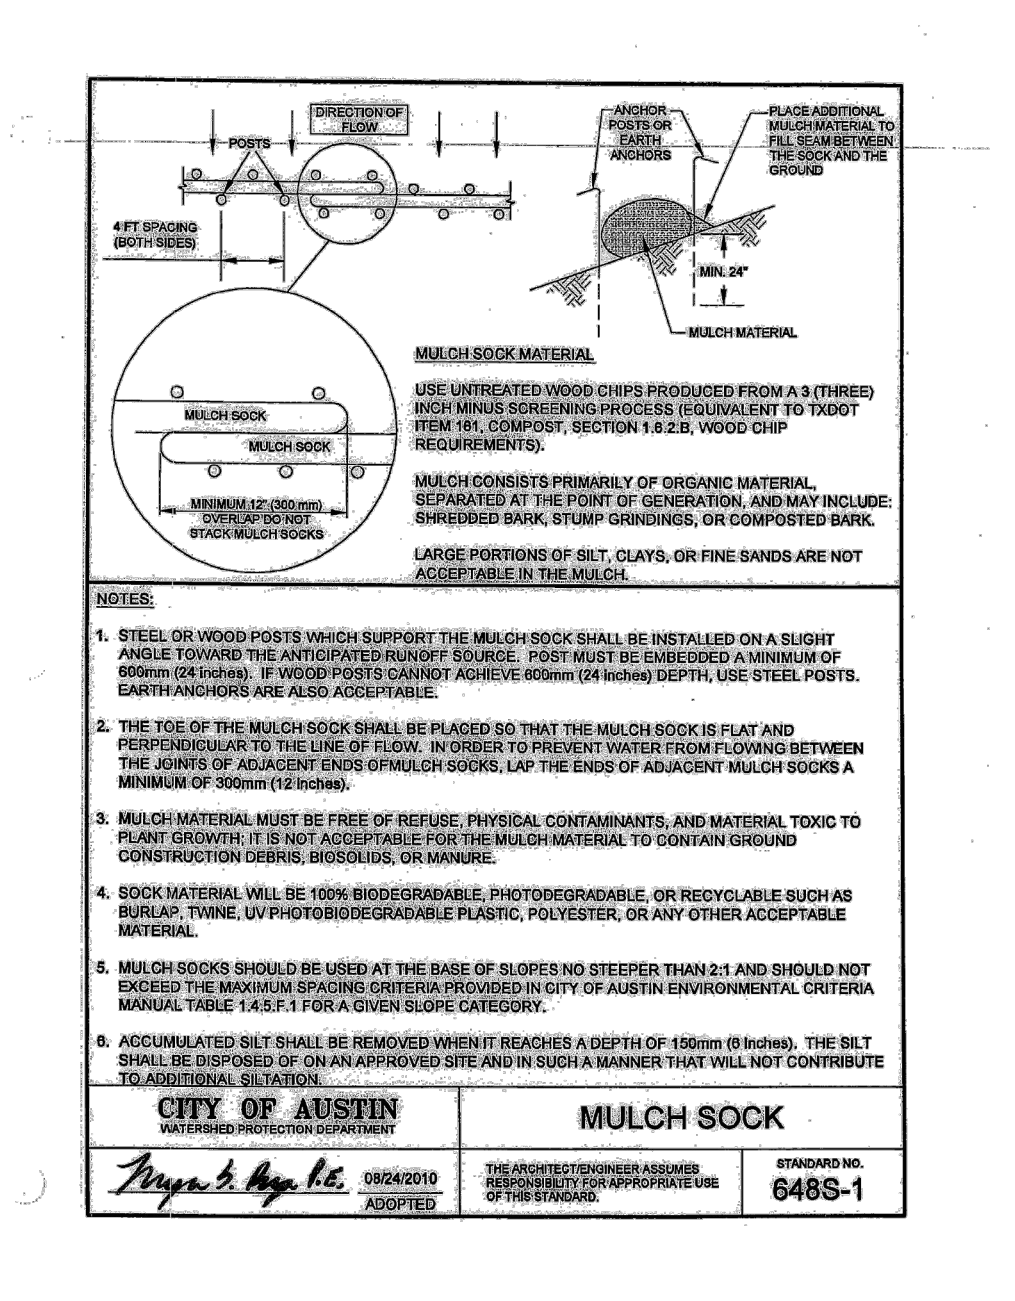 DIRECTION OF
FLOW
POSTS
4 FT SPACING
(BOTH SIDES)
ANCHOR
POSTS OR
EARTH
ANCHORS
PLACE ADDITIONAL
MULCH MATERIAL TO
FILL SEAM BETWEEN
THE SOCK AND THE
GROUND
MIN. 24"
MULCH MATERIAL
MULCH SOCK
MULCH SOCK
MINIMUM 12" (300 mm)
OVERLAP DO NOT
STACK MULCH SOCKS
MULCH SOCK MATERIAL
USE UNTREATED WOOD CHIPS PRODUCED FROM A 3 (THREE)
INCH MINUS SCREENING PROCESS (EQUIVALENT TO TXDOT
ITEM 161, COMPOST, SECTION 1.6.2.B, WOOD CHIP
REQUIREMENTS).
MULCH CONSISTS PRIMARILY OF ORGANIC MATERIAL,
SEPARATED AT THE POINT OF GENERATION, AND MAY INCLUDE:
SHREDDED BARK, STUMP GRINDINGS, OR COMPOSTED BARK.
LARGE PORTIONS OF SILT, CLAYS, OR FINE SANDS ARE NOT
ACCEPTABLE IN THE MULCH.
NOTES:
1. STEEL OR WOOD POSTS WHICH SUPPORT THE MULCH SOCK SHALL BE INSTALLED ON A SLIGHT
ANGLE TOWARD THE ANTICIPATED RUNOFF SOURCE. POST MUST BE EMBEDDED A MINIMUM OF
600mm (24 inches). IF WOOD POSTS CANNOT ACHIEVE 600mm (24 inches) DEPTH, USE STEEL POSTS.
EARTH ANCHORS ARE ALSO ACCEPTABLE.
2. THE TOE OF THE MULCH SOCK SHALL BE PLACED SO THAT THE MULCH SOCK IS FLAT AND
PERPENDICULAR TO THE LINE OF FLOW. IN ORDER TO PREVENT WATER FROM FLOWING BETWEEN
THE JOINTS OF ADJACENT ENDS OFMULCH SOCKS, LAP THE ENDS OF ADJACENT MULCH SOCKS A
MINIMUM OF 300mm (12 inches).
3. MULCH MATERIAL MUST BE FREE OF REFUSE, PHYSICAL CONTAMINANTS, AND MATERIAL TOXIC TO
PLANT GROWTH; IT IS NOT ACCEPTABLE FOR THE MULCH MATERIAL TO CONTAIN GROUND
CONSTRUCTION DEBRIS, BIOSOLIDS, OR MANURE.
4. SOCK MATERIAL WILL BE 100% BIODEGRADABLE, PHOTODEGRADABLE, OR RECYCLABLE SUCH AS
BURLAP, TWINE, UV PHOTOBIODEGRADABLE PLASTIC, POLYESTER, OR ANY OTHER ACCEPTABLE
MATERIAL.
5. MULCH SOCKS SHOULD BE USED AT THE BASE OF SLOPES NO STEEPER THAN 2:1 AND SHOULD NOT
EXCEED THE MAXIMUM SPACING CRITERIA PROVIDED IN CITY OF AUSTIN ENVIRONMENTAL CRITERIA
MANUAL TABLE 1.4.5.F.1 FOR A GIVEN SLOPE CATEGORY.
6. ACCUMULATED SILT SHALL BE REMOVED WHEN IT REACHES A DEPTH OF 150mm (6 inches). THE SILT
SHALL BE DISPOSED OF ON AN APPROVED SITE AND IN SUCH A MANNER THAT WILL NOT CONTRIBUTE
TO ADDITIONAL SILTATION.
CITY OF AUSTIN
WATERSHED PROTECTION DEPARTMENT
MULCH SOCK
P.E.
08/24/2010
ADOPTED
THE ARCHITECT/ENGINEER ASSUMES
RESPONSIBILITY FOR APPROPRIATE USE
OF THIS STANDARD.
STANDARD NO.
648S-1